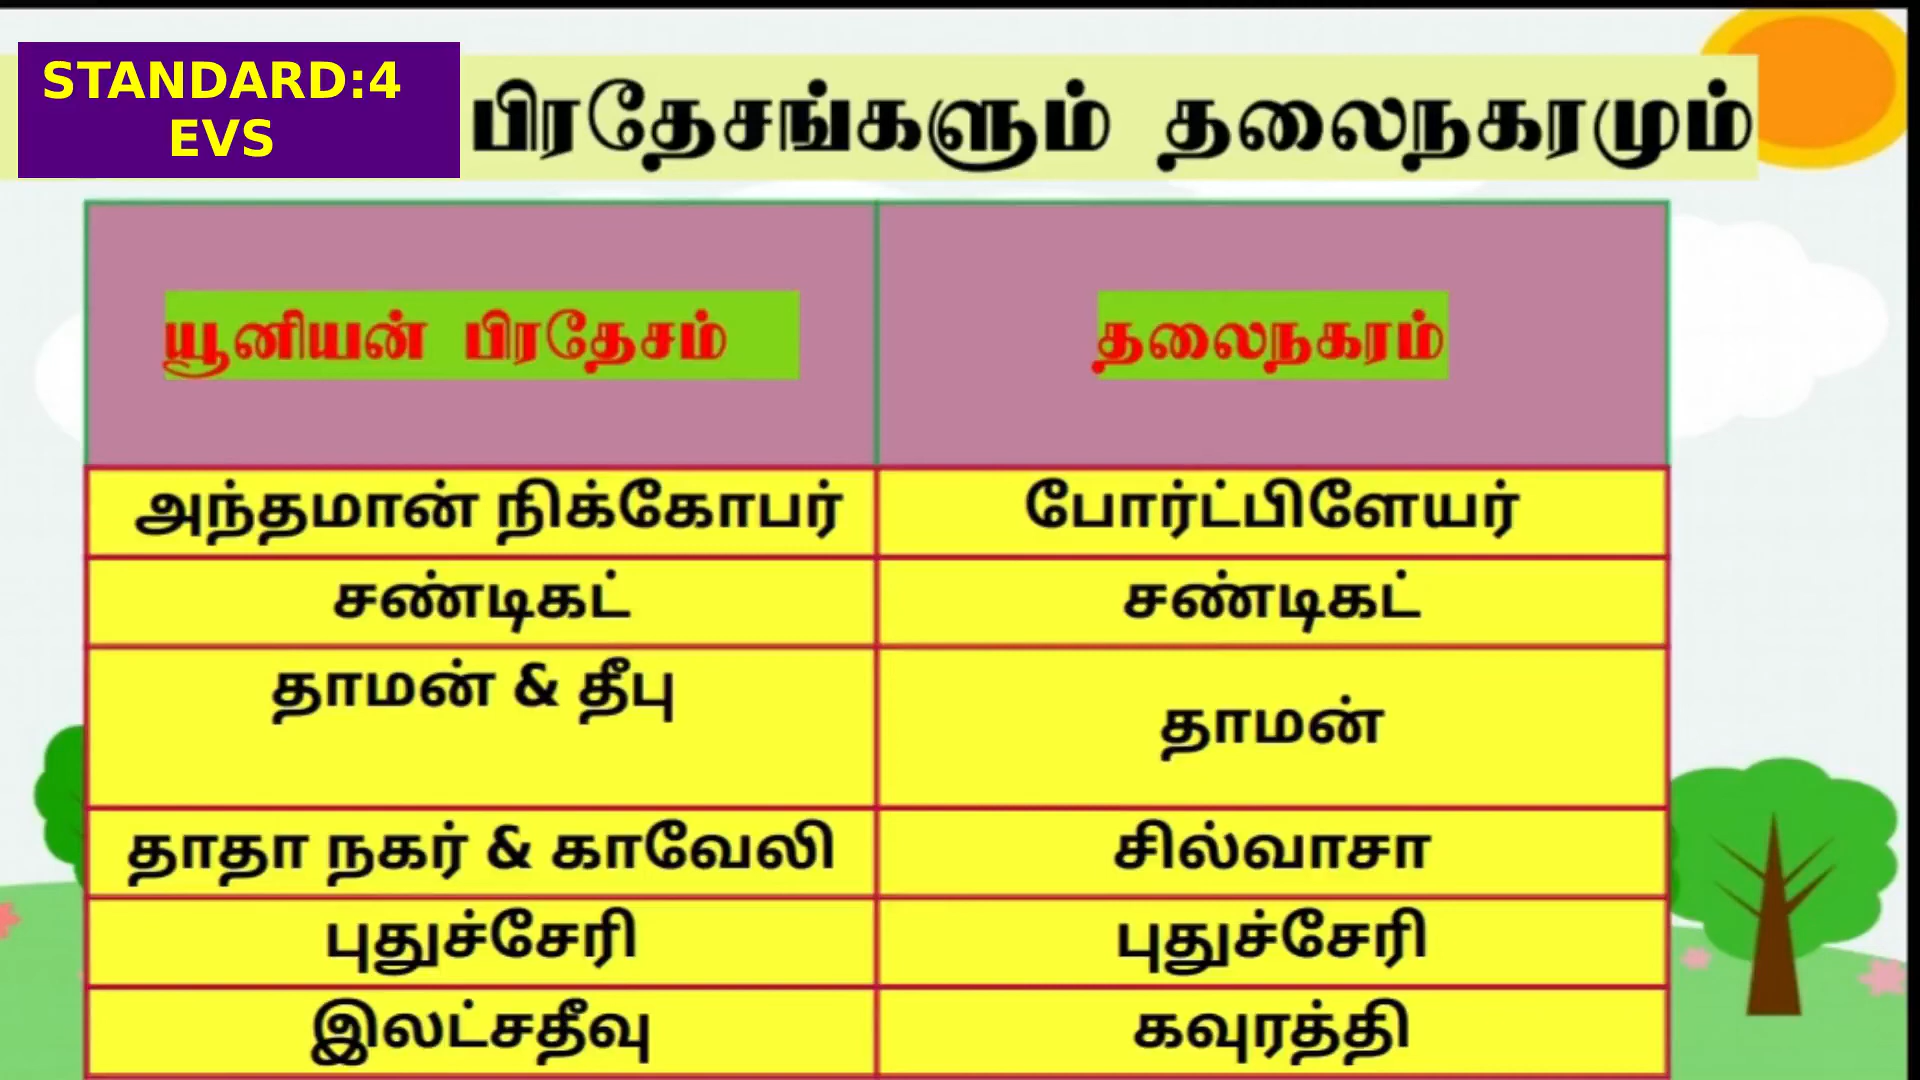 STANDARD:4
EVS
பிரதேசங்களும் தலைநகரமும்
யூனியன் பிரதேசம்
தலைநகரம்
அந்தமான் நிக்கோபர்
போர்ட்பிளேயர்
சண்டிகட்
சண்டிகட்
தாமன் & தீபு
தாமன்
தாதா நகர் & காவேலி
சில்வாசா
புதுச்சேரி
புதுச்சேரி
இலட்சதீவு
கவுரத்தி